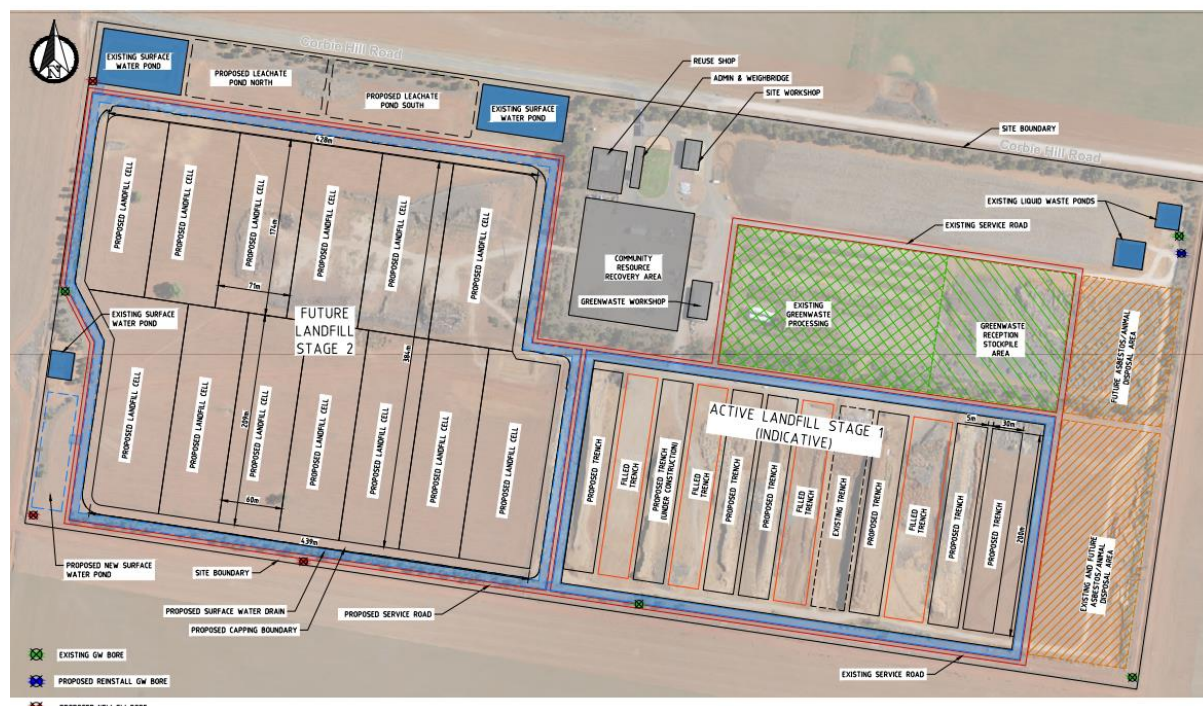 N
Corbin Hill Road
EXISTING SURFACE
WATER POND
PROPOSED LEACHATE
POND NORTH
PROPOSED LEACHATE
POND SOUTH
EXISTING SURFACE
WATER POND
REUSE SHOP
ADMIN & WEIGHBRIDGE
SITE WORKSHOP
SITE BOUNDARY
Corbin Hill Road
EXISTING LIQUID WASTE PONDS
EXISTING SERVICE ROAD
428m
PROPOSED LANDFILL CELL
PROPOSED LANDFILL CELL
PROPOSED LANDFILL CELL
PROPOSED LANDFILL CELL
PROPOSED LANDFILL CELL
PROPOSED LANDFILL CELL
174m
71m
384m
FUTURE
LANDFILL
STAGE 2
COMMUNITY
RESOURCE
RECOVERY AREA
GREENWASTE WORKSHOP
EXISTING
GREENWASTE
PROCESSING
GREENWASTE
RECEPTION
STOCKPILE
AREA
FUTURE ASBESTOS/ANIMAL
DISPOSAL AREA
EXISTING SURFACE
WATER POND
PROPOSED LANDFILL CELL
PROPOSED LANDFILL CELL
PROPOSED LANDFILL CELL
PROPOSED LANDFILL CELL
PROPOSED LANDFILL CELL
PROPOSED LANDFILL CELL
PROPOSED LANDFILL CELL
209m
60m
439m
ACTIVE LANDFILL STAGE 1
(INDICATIVE)
5m
30m
200m
PROPOSED TRENCH
FILLED
TRENCH
PROPOSED TRENCH
(UNDER CONSTRUCTION)
FILLED
TRENCH
PROPOSED TRENCH
PROPOSED TRENCH
FILLED
TRENCH
EXISTING TRENCH
PROPOSED TRENCH
FILLED
TRENCH
PROPOSED TRENCH
PROPOSED TRENCH
EXISTING AND FUTURE
ASBESTOS/ANIMAL
DISPOSAL AREA
PROPOSED NEW SURFACE
WATER POND
SITE BOUNDARY
PROPOSED SURFACE WATER DRAIN
PROPOSED CAPPING BOUNDARY
PROPOSED SERVICE ROAD
EXISTING SERVICE ROAD
EXISTING GW BORE
PROPOSED REINSTALL GW BORE